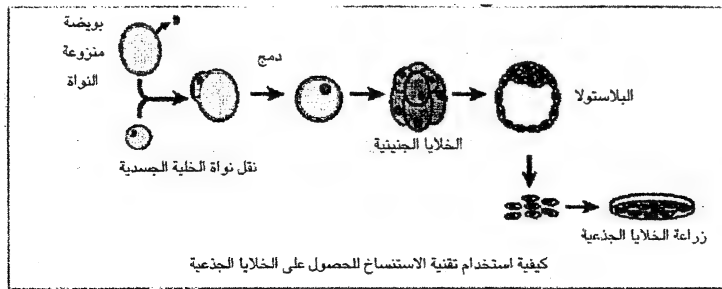 بويضة
منزوعة
النواة
دمج
البلاستولا
الخلايا الجنينية
نقل نواة الخلية الجسدية
زراعة الخلايا الجذعية
كيفية استخدام تقنية الاستنساخ للحصول على الخلايا الجذعية